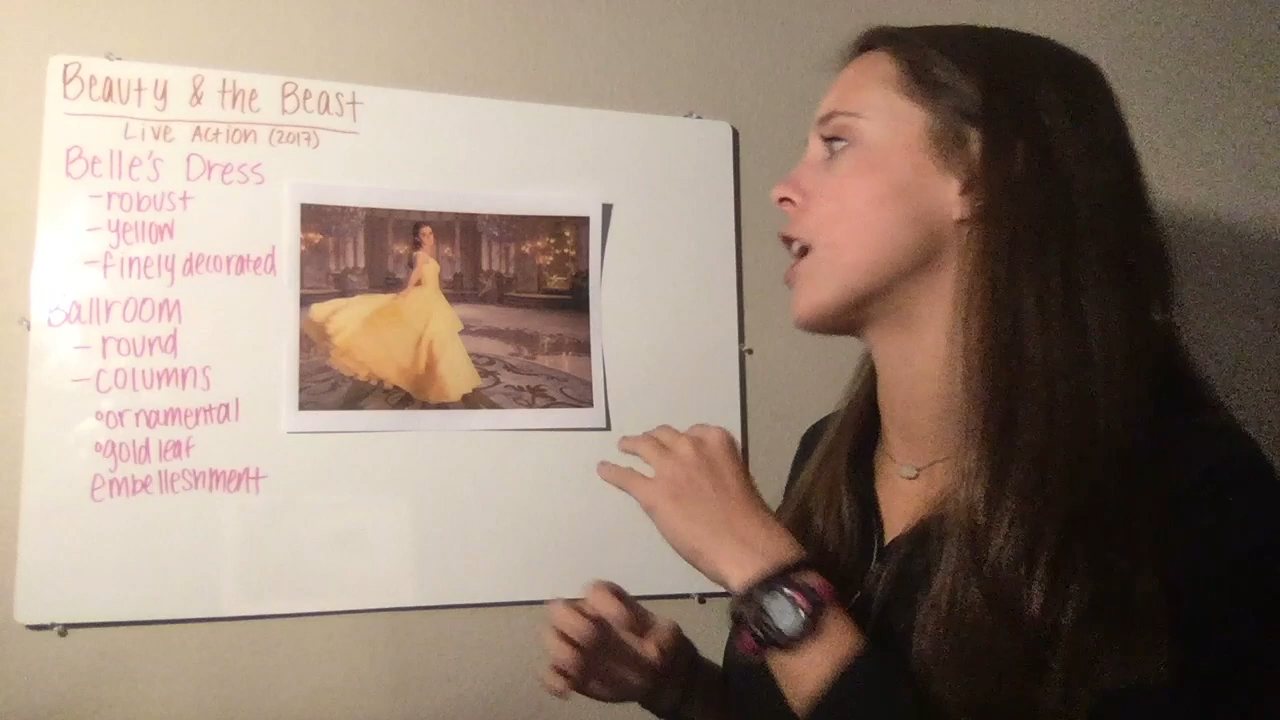 Beauty & the Beast
Live Action (2017)
Belle's Dress
- robust
- yellow
- finely decorated
Ballroom
- round
- columns
° ornamental
° gold leaf
embelleshment